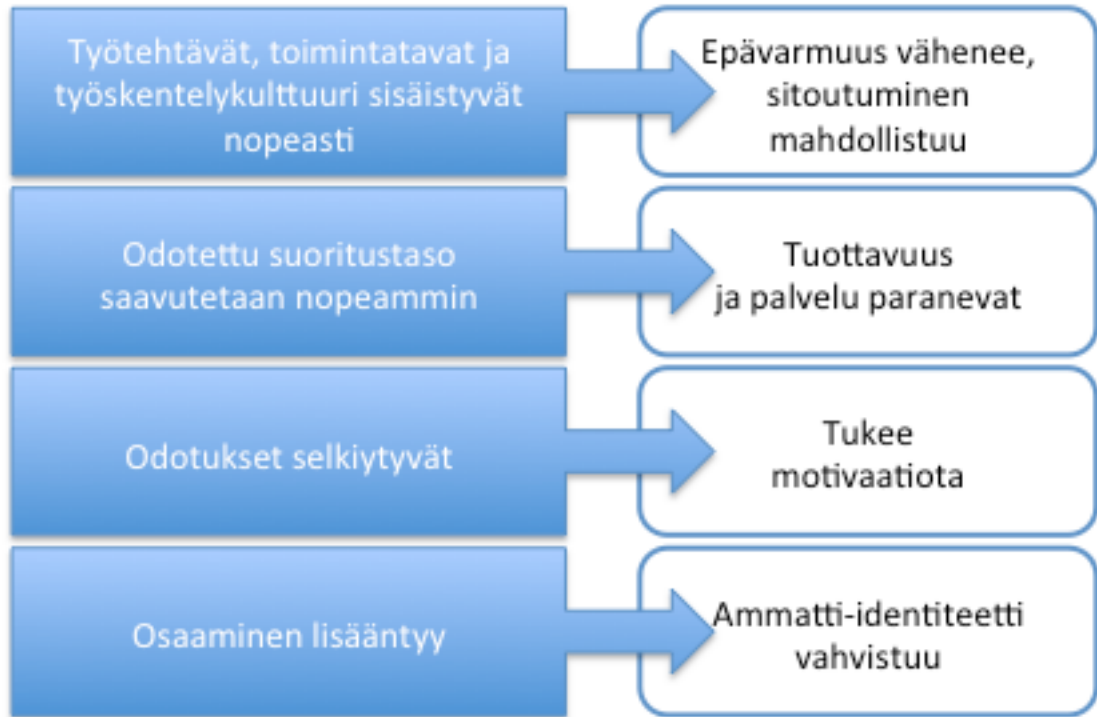 Työtehtävät, toimintatavat ja
työskentelykulttuuri sisäistyvät
nopeasti
Epävarmuus vähenee,
sitoutuminen
mahdollistuu
Odotettu suoritustaso
saavutetaan nopeammin
Tuottavuus
ja palvelu paranevat
Odotukset selkiytyvät
Tukee
motivaatiota
Osaaminen lisääntyy
Ammatti-identiteetti
vahvistuu